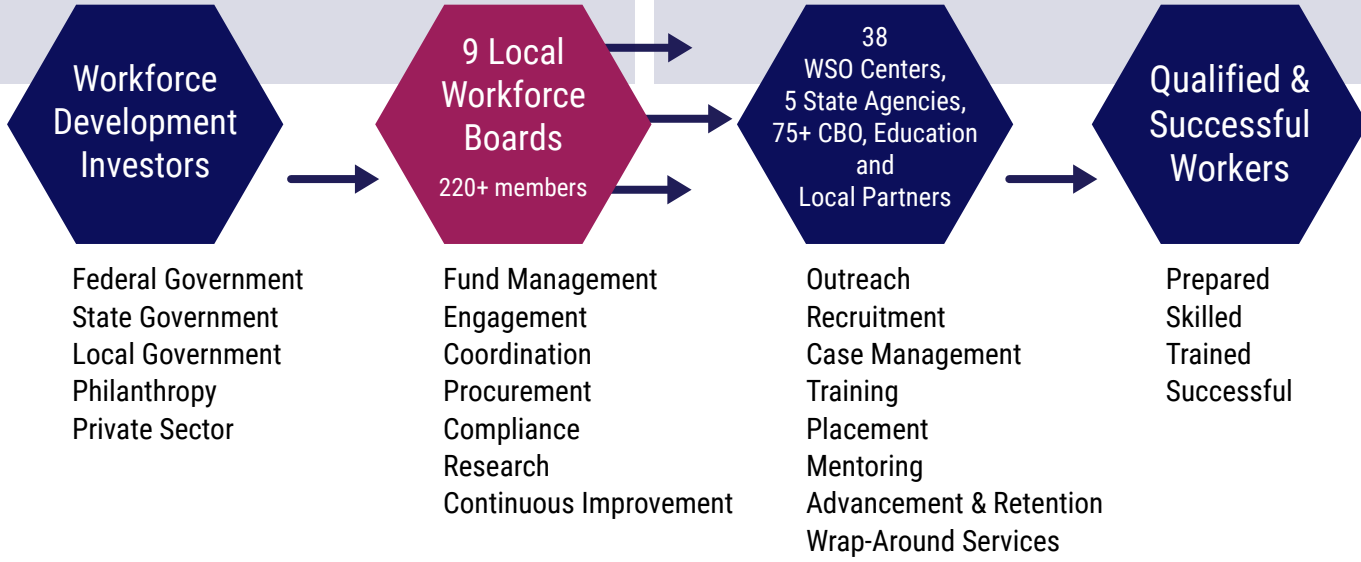 Workforce
Development
Investors
Federal Government
State Government
Local Government
Philanthropy
Private Sector
9 Local
Workforce
Boards
220+ members
Fund Management
Engagement
Coordination
Procurement
Compliance
Research
Continuous Improvement
38
WSO Centers,
5 State Agencies,
75+ CBO, Education
and
Local Partners
Outreach
Recruitment
Case Management
Training
Placement
Mentoring
Advancement & Retention
Wrap-Around Services
Qualified &
Successful
Workers
Prepared
Skilled
Trained
Successful